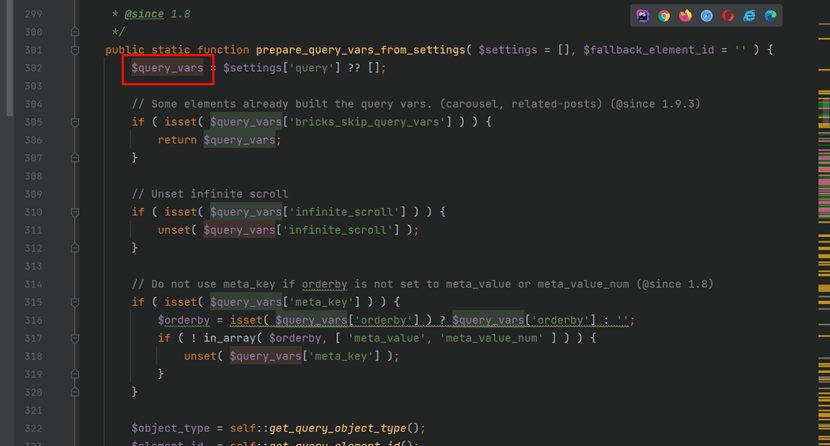 299 * @since 1.8
300 */
301 public static function prepare_query_vars_from_settings( $settings = [], $fallback_element_id = '' ) {
302 $query_vars = $settings['query'] ?? [];
303
304 // Some elements already built the query vars. (carousel, related-posts) (@since 1.9.3)
305 if ( isset( $query_vars['bricks_skip_query_vars'] ) ) {
306 return $query_vars;
307 }
308
309 // Unset infinite scroll
310 if ( isset( $query_vars['infinite_scroll'] ) ) {
311 unset( $query_vars['infinite_scroll'] );
312 }
313
314 // Do not use meta_key if orderby is not set to meta_value or meta_value_num (@since 1.8)
315 if ( isset( $query_vars['meta_key'] ) ) {
316 $orderby = isset( $query_vars['orderby'] ) ? $query_vars['orderby'] : '';
317 if ( ! in_array( $orderby, [ 'meta_value', 'meta_value_num' ] ) ) {
318 unset( $query_vars['meta_key'] );
319 }
320 }
321
322 $object_type = self::get_query_object_type();
323 $element_id = self::get_query_element_id();